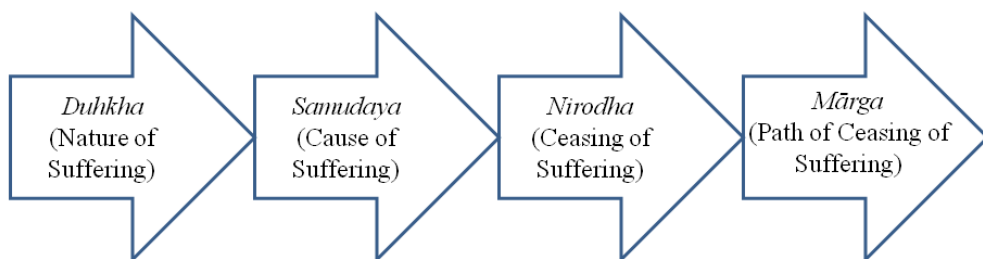 Duhkha
(Nature of
Suffering)
Samudaya
(Cause of
Suffering)
Nirodha
(Ceasing of
Suffering)
Mārga
(Path of Ceasing of
Suffering)